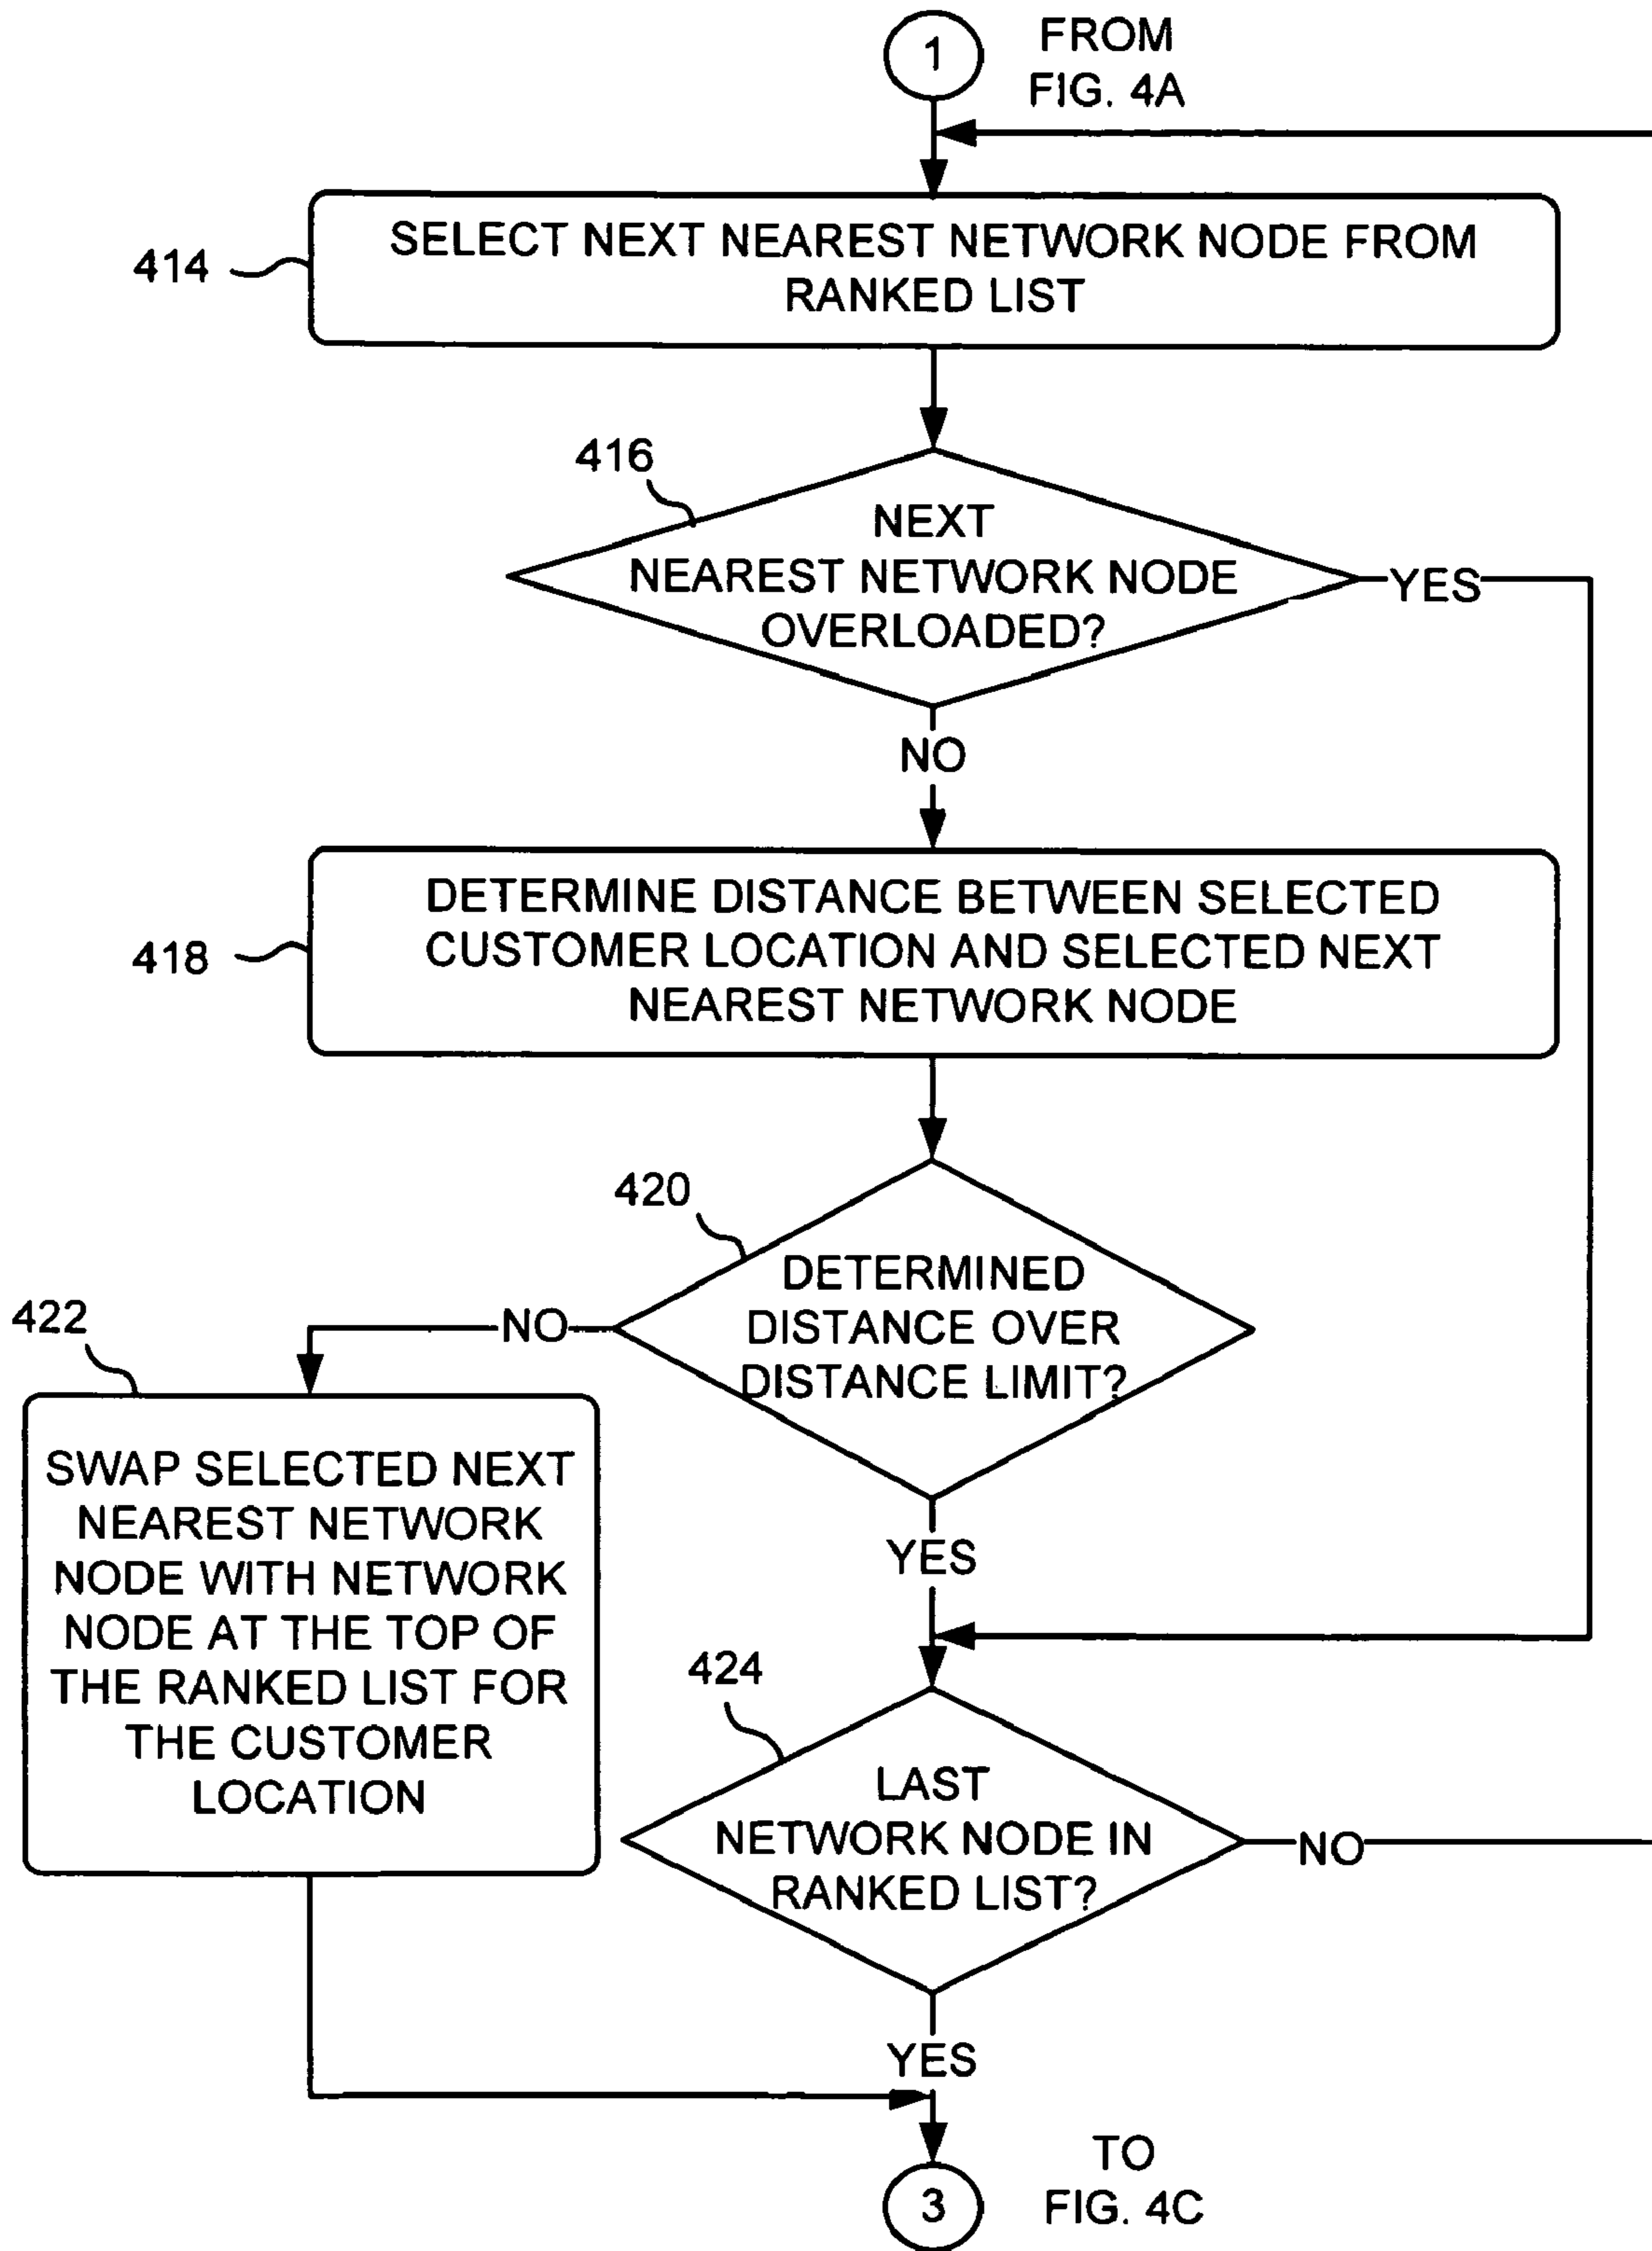 1
FROM
FIG. 4A
414
SELECT NEXT NEAREST NETWORK NODE FROM
RANKED LIST
416
NEXT
NEAREST NETWORK NODE
OVERLOADED?
YES
NO
418
DETERMINE DISTANCE BETWEEN SELECTED
CUSTOMER LOCATION AND SELECTED NEXT
NEAREST NETWORK NODE
420
DETERMINED
DISTANCE OVER
DISTANCE LIMIT?
NO
422
SWAP SELECTED NEXT
NEAREST NETWORK
NODE WITH NETWORK
NODE AT THE TOP OF
THE RANKED LIST FOR
THE CUSTOMER
LOCATION
YES
424
LAST
NETWORK NODE IN
RANKED LIST?
NO
YES
3
TO
FIG. 4C